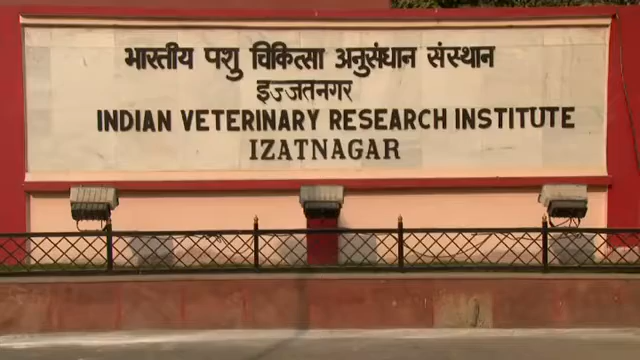 भारतीय पशु चिकित्सा अनुसंधान संस्थान
इज्जतनगर
INDIAN VETERINARY RESEARCH INSTITUTE
IZATNAGAR